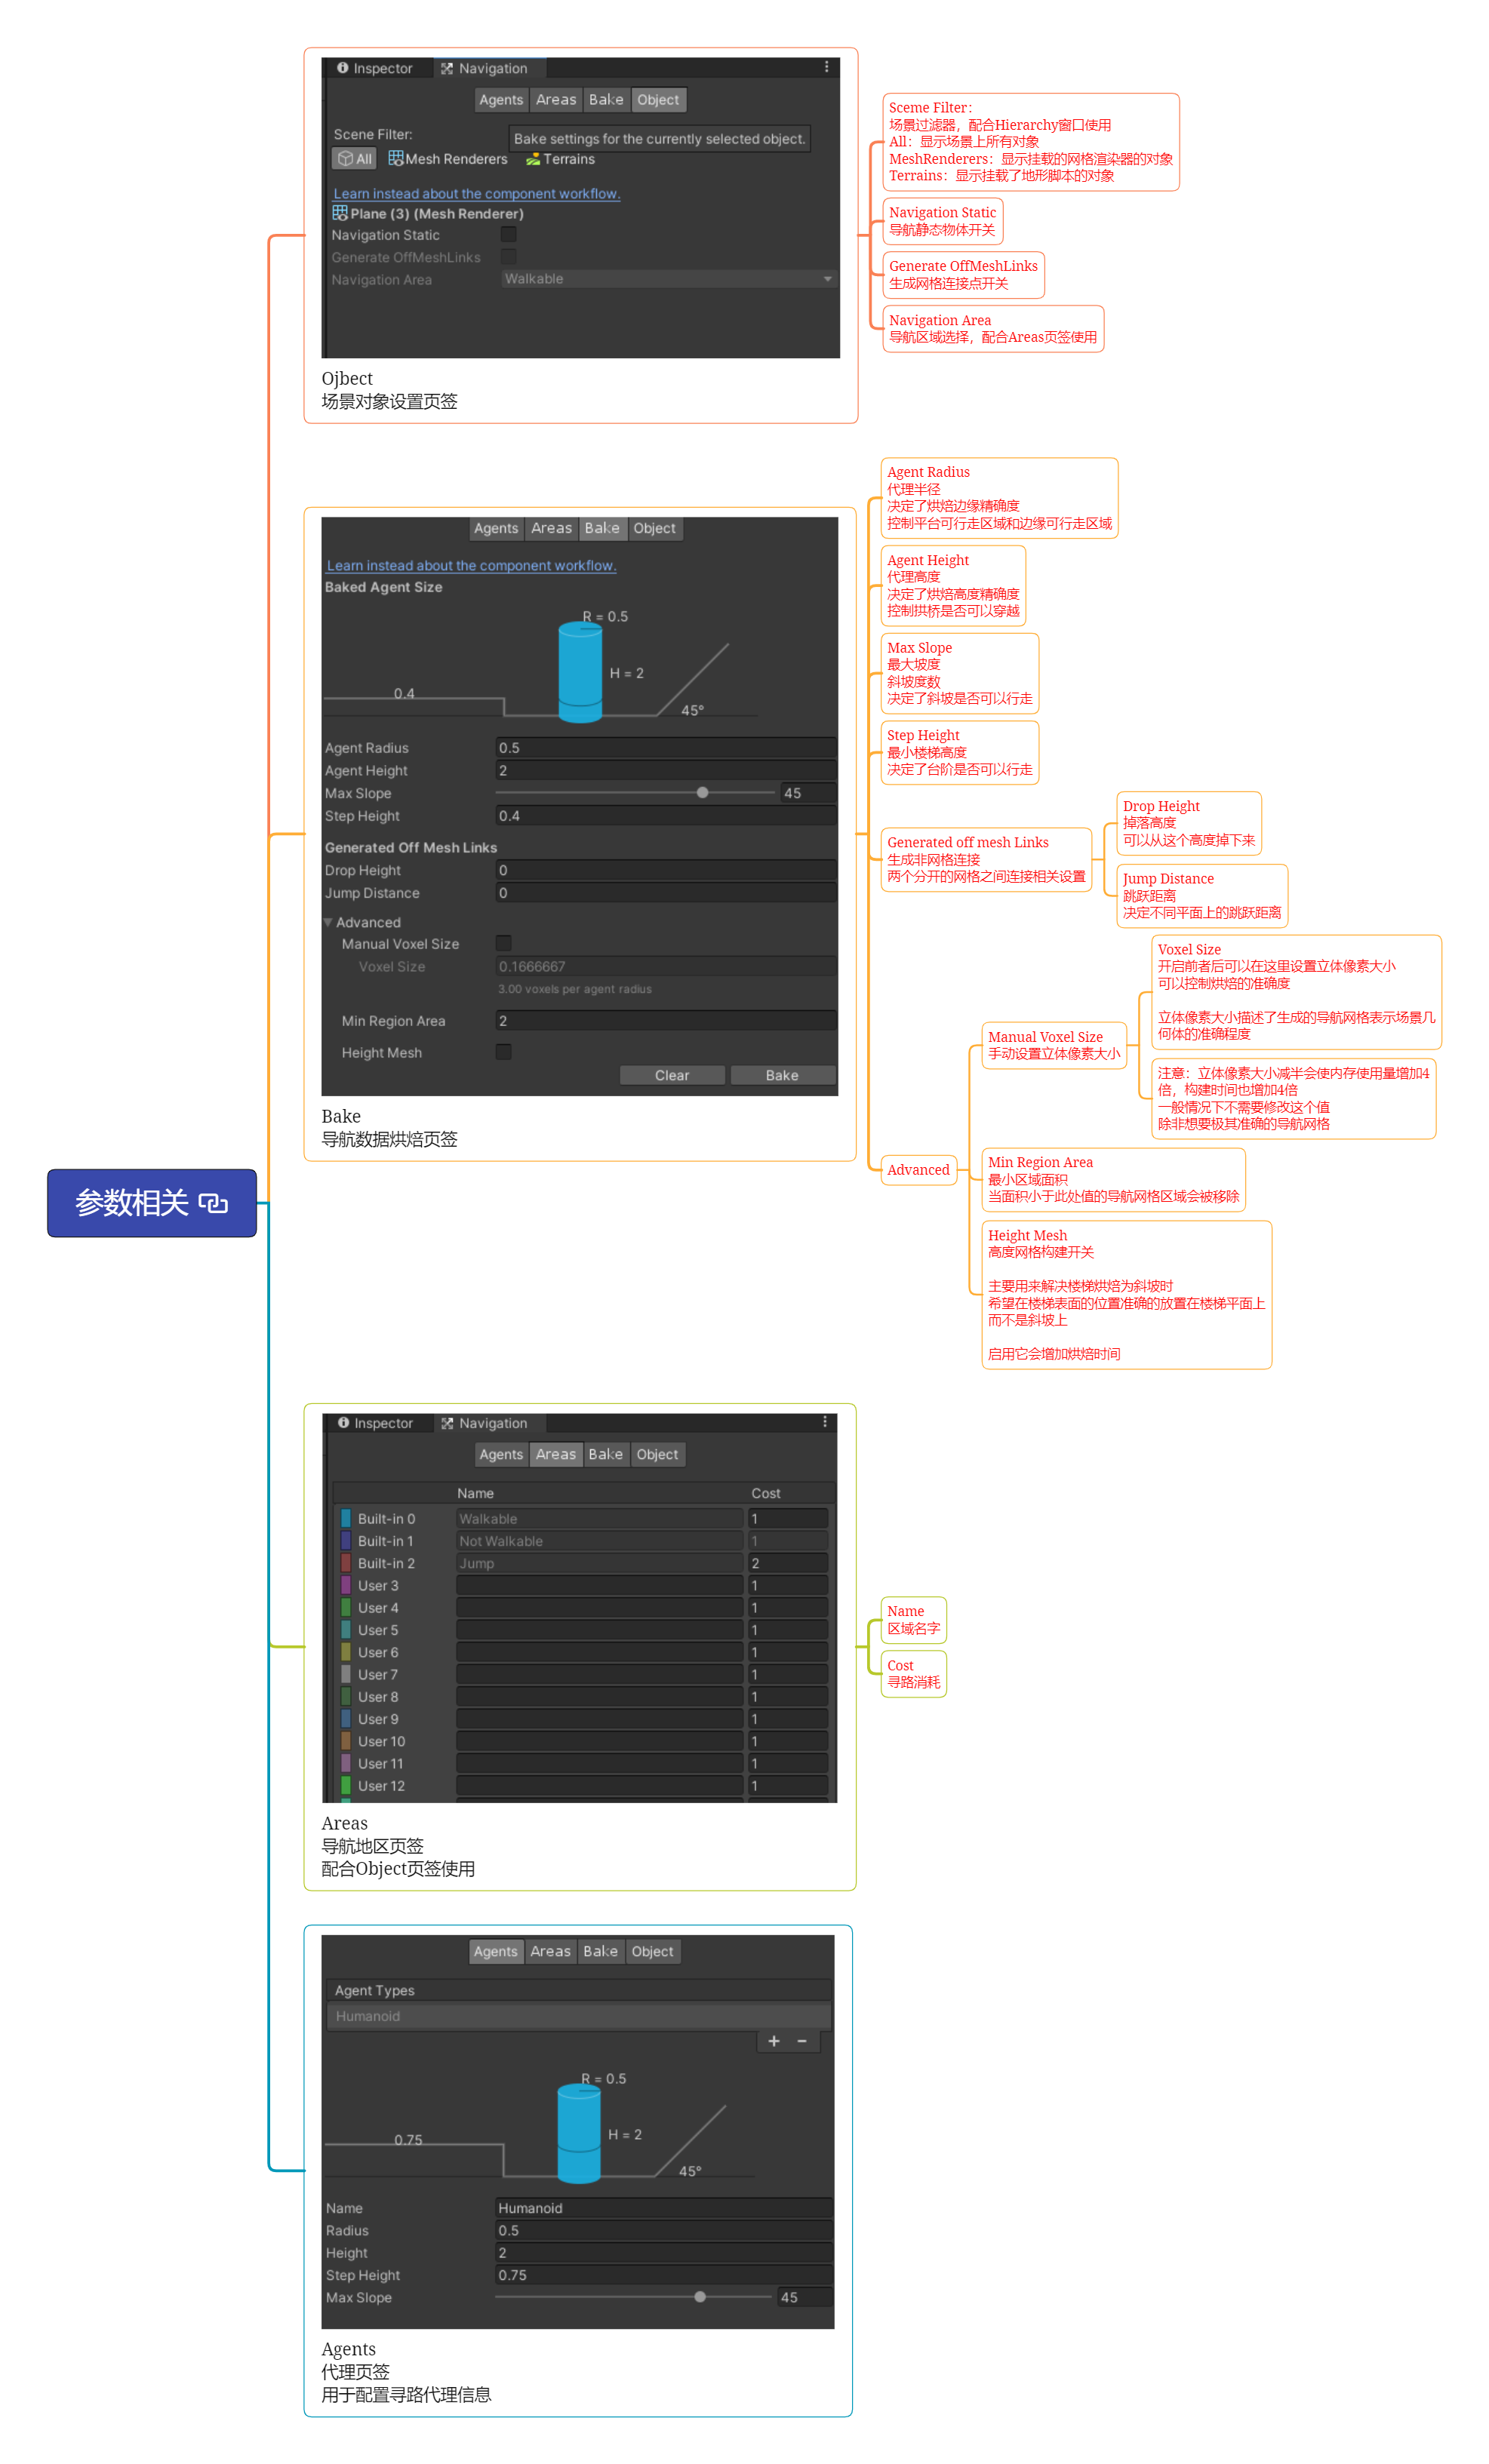 参数相关
Inspector
Navigation
Agents
Areas
Bake
Object
Scene Filter:
Bake settings for the currently selected object.
All
Mesh Renderers
Terrains
Learn instead about the component workflow.
Plane (3) (Mesh Renderer)
Navigation Static
Generate OffMeshLinks
Navigation Area
Walkable
Ojbect
场景对象设置页签
Sceme Filter:
场景过滤器，配合Hierarchy窗口使用
All：显示场景上所有对象
MeshRenderers：显示挂载的网格渲染器的对象
Terrains：显示挂载了地形脚本的对象
Navigation Static
导航静态物体开关
Generate OffMeshLinks
生成网格连接点开关
Navigation Area
导航区域选择，配合Areas页签使用
Agents
Areas
Bake
Object
Learn instead about the component workflow.
Baked Agent Size
R = 0.5
H = 2
0.4
45°
Agent Radius
0.5
Agent Height
2
Max Slope
45
Step Height
0.4
Generated Off Mesh Links
Drop Height
0
Jump Distance
0
Advanced
Manual Voxel Size
Voxel Size
0.1666667
3.00 voxels per agent radius
Min Region Area
2
Height Mesh
Clear
Bake
Bake
导航数据烘焙页签
Agent Radius
代理半径
决定了烘焙边缘精确度
控制平台可行走区域和边缘可行走区域
Agent Height
代理高度
决定了烘焙高度精确度
控制拱桥是否可以穿越
Max Slope
最大坡度
斜坡度数
决定了斜坡是否可以行走
Step Height
最小楼梯高度
决定了台阶是否可以行走
Generated off mesh Links
生成非网格连接
两个分开的网格之间连接相关设置
Drop Height
掉落高度
可以从这个高度掉下来
Jump Distance
跳跃距离
决定不同平面上的跳跃距离
Advanced
Manual Voxel Size
手动设置立体像素大小
Voxel Size
开启前者后可以在这里设置立体像素大小
可以控制烘焙的准确度
立体像素大小描述了生成的导航网格表示场景几
何体的准确程度
注意：立体像素大小减半会使内存使用量增加4
倍，构建时间也增加4倍
一般情况下不需要修改这个值
除非想要极其准确的导航网格
Min Region Area
最小区域面积
当面积小于此处值的导航网格区域会被移除
Height Mesh
高度网格构建开关
主要用来解决楼梯烘焙为斜坡时
希望在楼梯表面的位置准确的放置在楼梯平面上
而不是斜坡上
启用它会增加烘焙时间
Inspector
Navigation
Agents
Areas
Bake
Object
Name
Cost
Built-in 0
Walkable
1
Built-in 1
Not Walkable
1
Built-in 2
Jump
2
User 3
1
User 4
1
User 5
1
User 6
1
User 7
1
User 8
1
User 9
1
User 10
1
User 11
1
User 12
1
Areas
导航地区页签
配合Object页签使用
Name
区域名字
Cost
寻路消耗
Agents
Areas
Bake
Object
Agent Types
Humanoid
+
−
R = 0.5
H = 2
0.75
45°
Name
Humanoid
Radius
0.5
Height
2
Step Height
0.75
Max Slope
45
Agents
代理页签
用于配置寻路代理信息